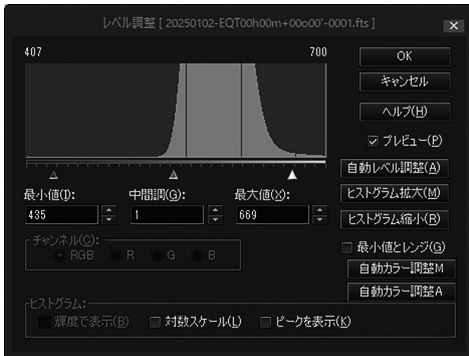 レベル調整 [ 20250102-EQT00h00m+00o00'-0001.fts ]
407
700
OK
キャンセル
ヘルプ(H)
プレビュー(P)
自動レベル調整(A)
ヒストグラム拡大(M)
ヒストグラム縮小(R)
最小値とレンジ(G)
自動カラー調整M
自動カラー調整A
最小値(I):
中間調(G):
最大値(X):
435
1
669
チャンネル(C):
RGB
R
G
B
ヒストグラム:
輝度で表示(B)
対数スケール(L)
ピークを表示(K)